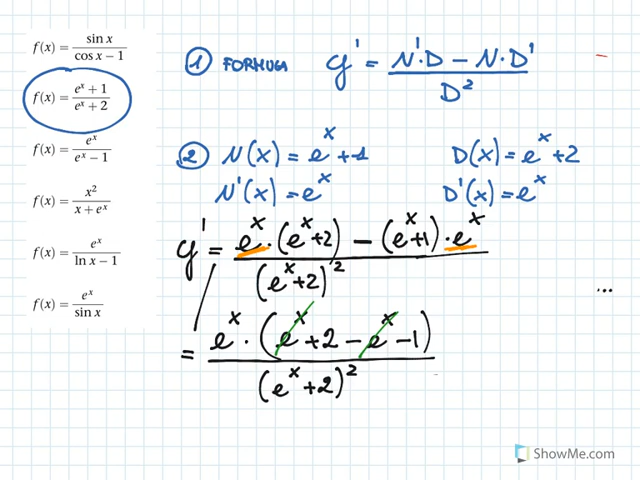 f(x) = sin x / cos x − 1
f(x) = e^x + 1 / e^x + 2
f(x) = e^x / e^x − 1
f(x) = x^2 / x + e^x
f(x) = e^x / ln x − 1
f(x) = e^x / sin x
① FORMULA y' = N'·D − N·D' / D^2
② N(x) = e^x + 1 D(x) = e^x + 2
N'(x) = e^x D'(x) = e^x
y' = e^x · (e^x + 2) − (e^x + 1) · e^x / (e^x + 2)^2
= e^x · (e^x + 2 − e^x − 1) / (e^x + 2)^2
...
ShowMe.com